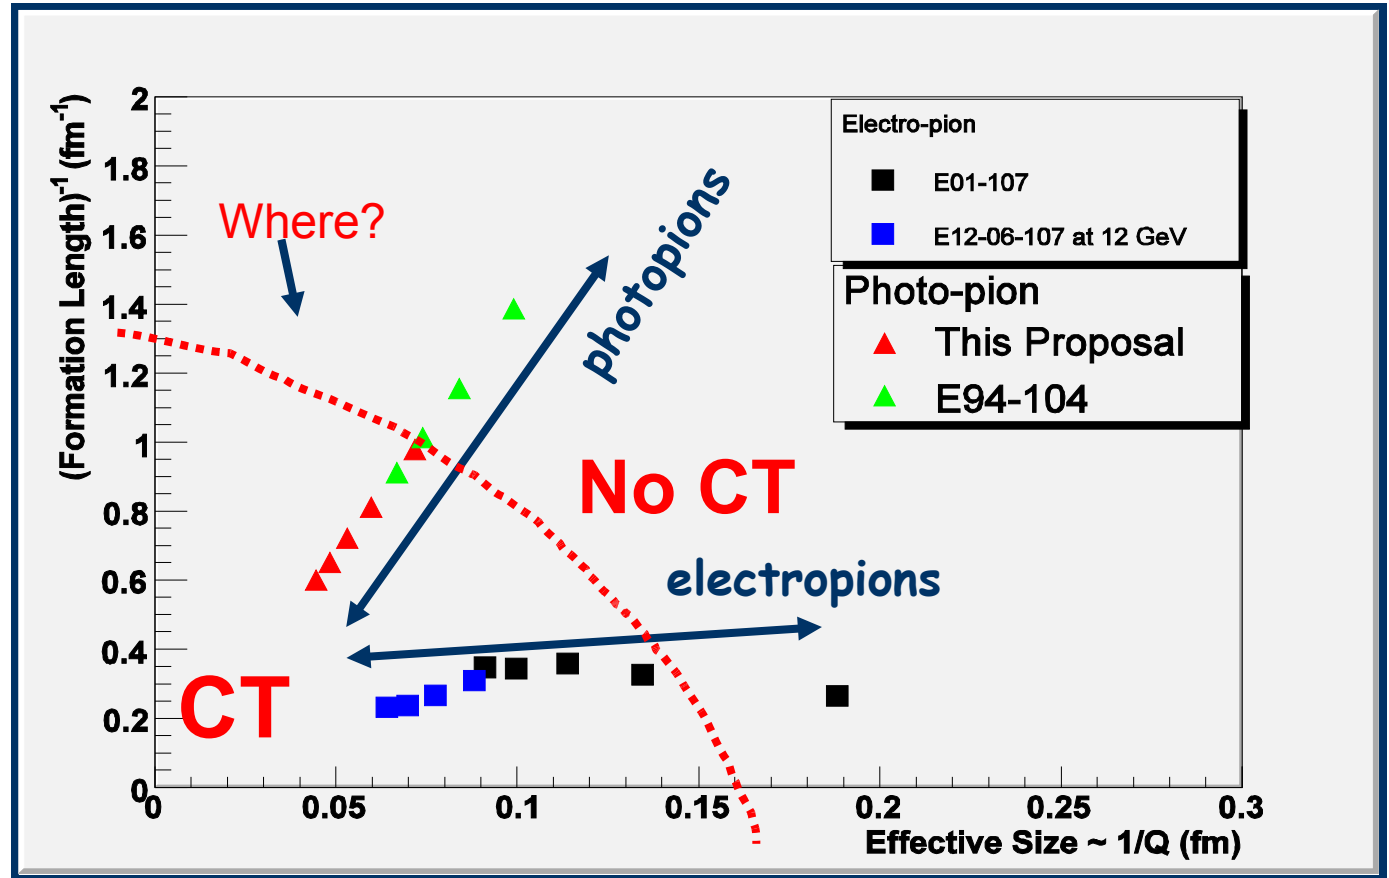 (Formation Length)-1 (fm-1)
2
1.8
1.6
1.4
1.2
1
0.8
0.6
0.4
0.2
0
0
0.05
0.1
0.15
0.2
0.25
0.3
Effective Size ~ 1/Q (fm)
Where?
photopions
No CT
electropions
CT
Electro-pion
E01-107
E12-06-107 at 12 GeV
Photo-pion
This Proposal
E94-104